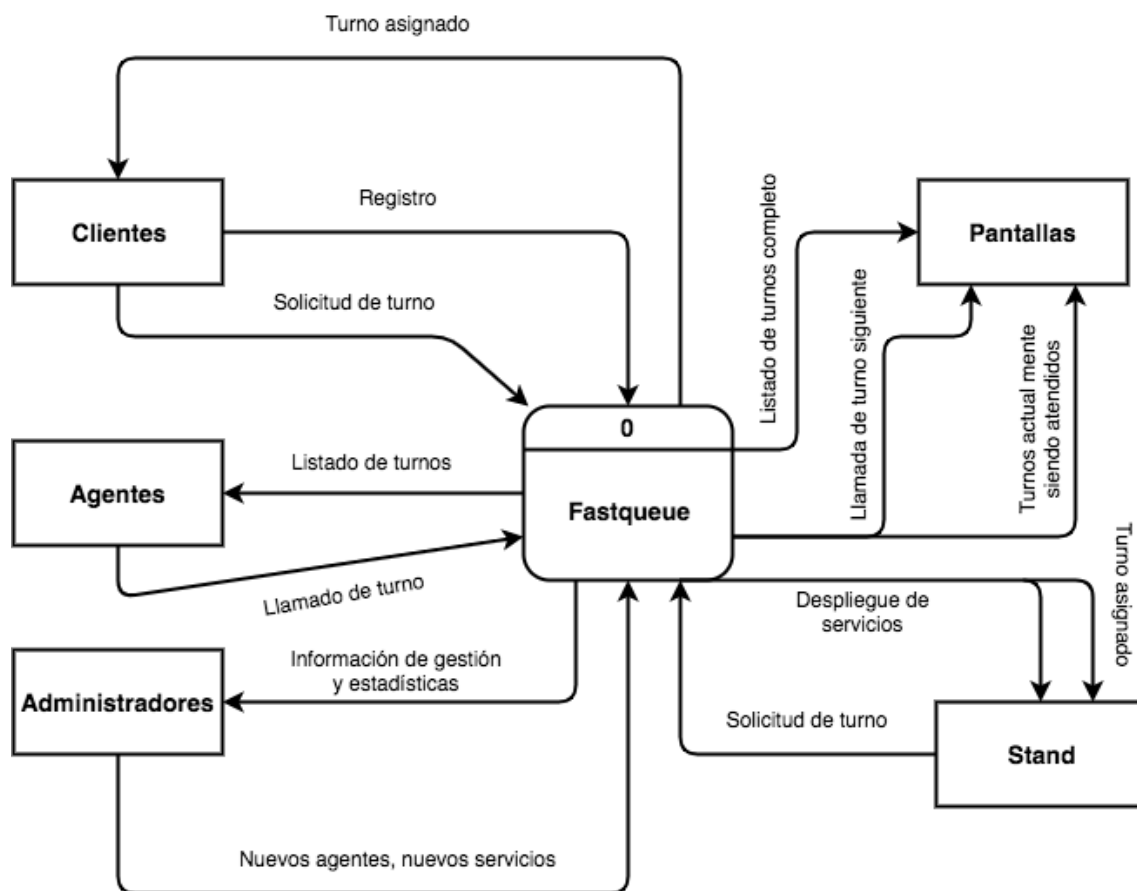 Turno asignado
Clientes
Registro
Solicitud de turno
Listado de turnos completo
Llamada de turno siguiente
Turnos actual mente
siendo atendidos
Pantallas
0
Fastqueue
Agentes
Listado de turnos
Llamado de turno
Despliegue de
servicios
Turno asignado
Administradores
Información de gestión
y estadísticas
Solicitud de turno
Stand
Nuevos agentes, nuevos servicios